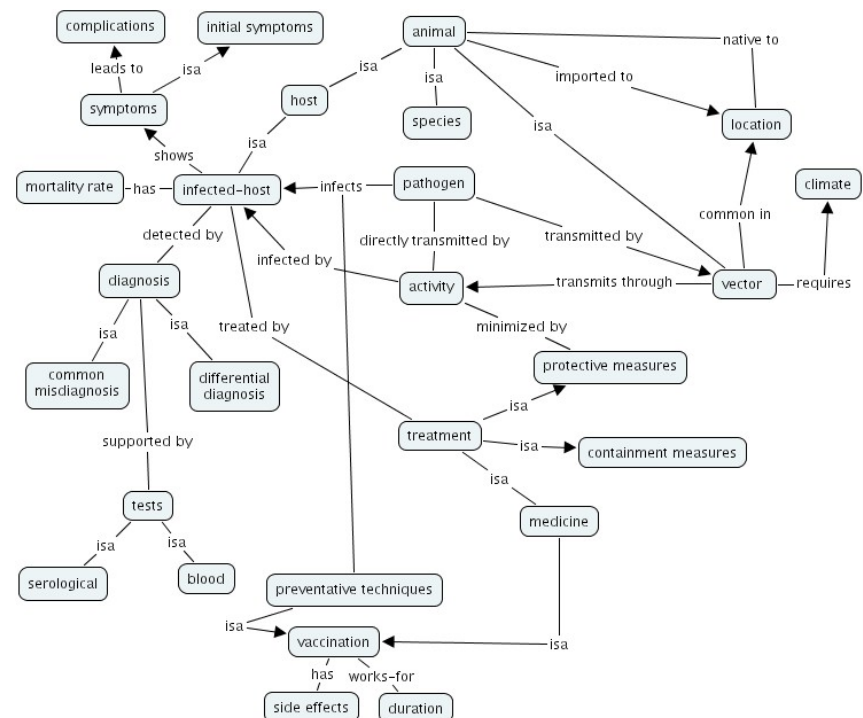 complications
initial symptoms
animal
native to
leads to
isa
isa
isa
imported to
symptoms
host
species
isa
location
shows
isa
mortality rate
has
infected-host
infects
pathogen
climate
common in
detected by
directly transmitted by
transmitted by
infected by
diagnosis
activity
transmits through
vector
requires
isa
isa
treated by
minimized by
common
misdiagnosis
differential
diagnosis
protective measures
isa
supported by
treatment
isa
containment measures
isa
tests
medicine
isa
isa
serological
blood
preventative techniques
isa
vaccination
isa
has
works-for
side effects
duration